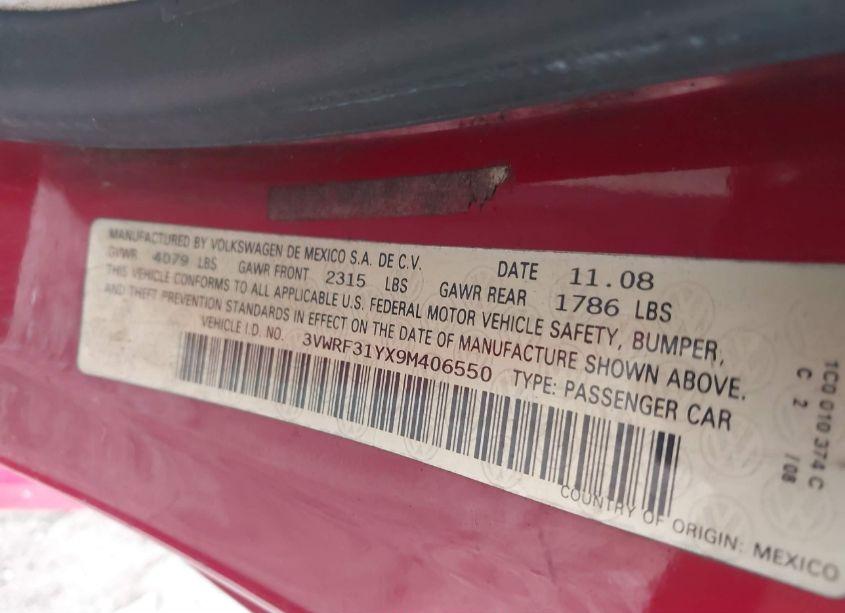 MANUFACTURED BY VOLKSWAGEN DE MEXICO S.A. DE C.V. DATE 11.08
GVWR 4079 LBS GAWR FRONT 2315 LBS GAWR REAR 1786 LBS
THIS VEHICLE CONFORMS TO ALL APPLICABLE U.S. FEDERAL MOTOR VEHICLE SAFETY, BUMPER,
AND THEFT PREVENTION STANDARDS IN EFFECT ON THE DATE OF MANUFACTURE SHOWN ABOVE.
VEHICLE I.D. NO. 3VWRF31YX9M406550 TYPE: PASSENGER CAR
COUNTRY OF ORIGIN: MEXICO
1C0 010 374 C
C 2 /08